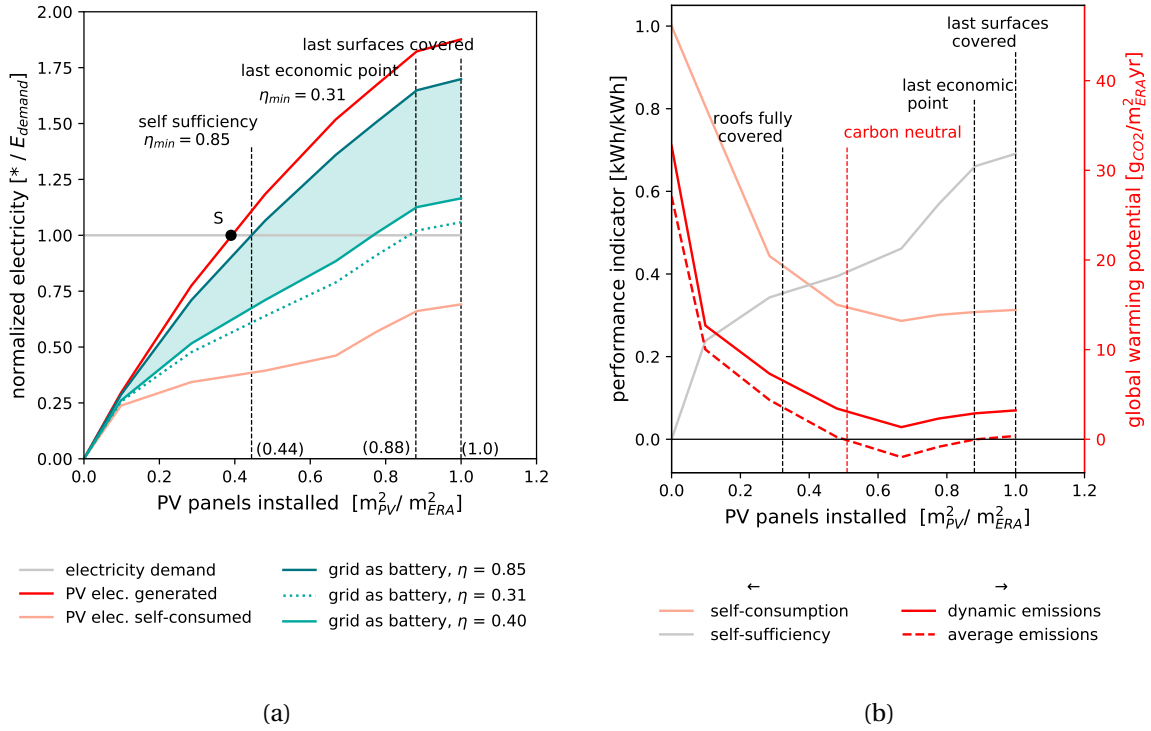 2.00
1.75
1.50
1.25
1.00
0.75
0.50
0.25
0.00
normalized electricity [* / E_demand]
last surfaces covered
last economic point
η_min = 0.31
self sufficiency
η_min = 0.85
S
(0.44)
(0.88)
(1.0)
0.0 0.2 0.4 0.6 0.8 1.0 1.2
PV panels installed [m²_PV/ m²_ERA]
electricity demand
PV elec. generated
PV elec. self-consumed
grid as battery, η = 0.85
grid as battery, η = 0.31
grid as battery, η = 0.40
(a)
1.0
0.8
0.6
0.4
0.2
0.0
performance indicator [kWh/kWh]
last surfaces
covered
last economic
point
roofs fully
covered
carbon neutral
40
30
20
10
0
global warming potential [g_CO2/m²_ERA yr]
0.0 0.2 0.4 0.6 0.8 1.0 1.2
PV panels installed [m²_PV/ m²_ERA]
←
self-consumption
self-sufficiency
→
dynamic emissions
average emissions
(b)